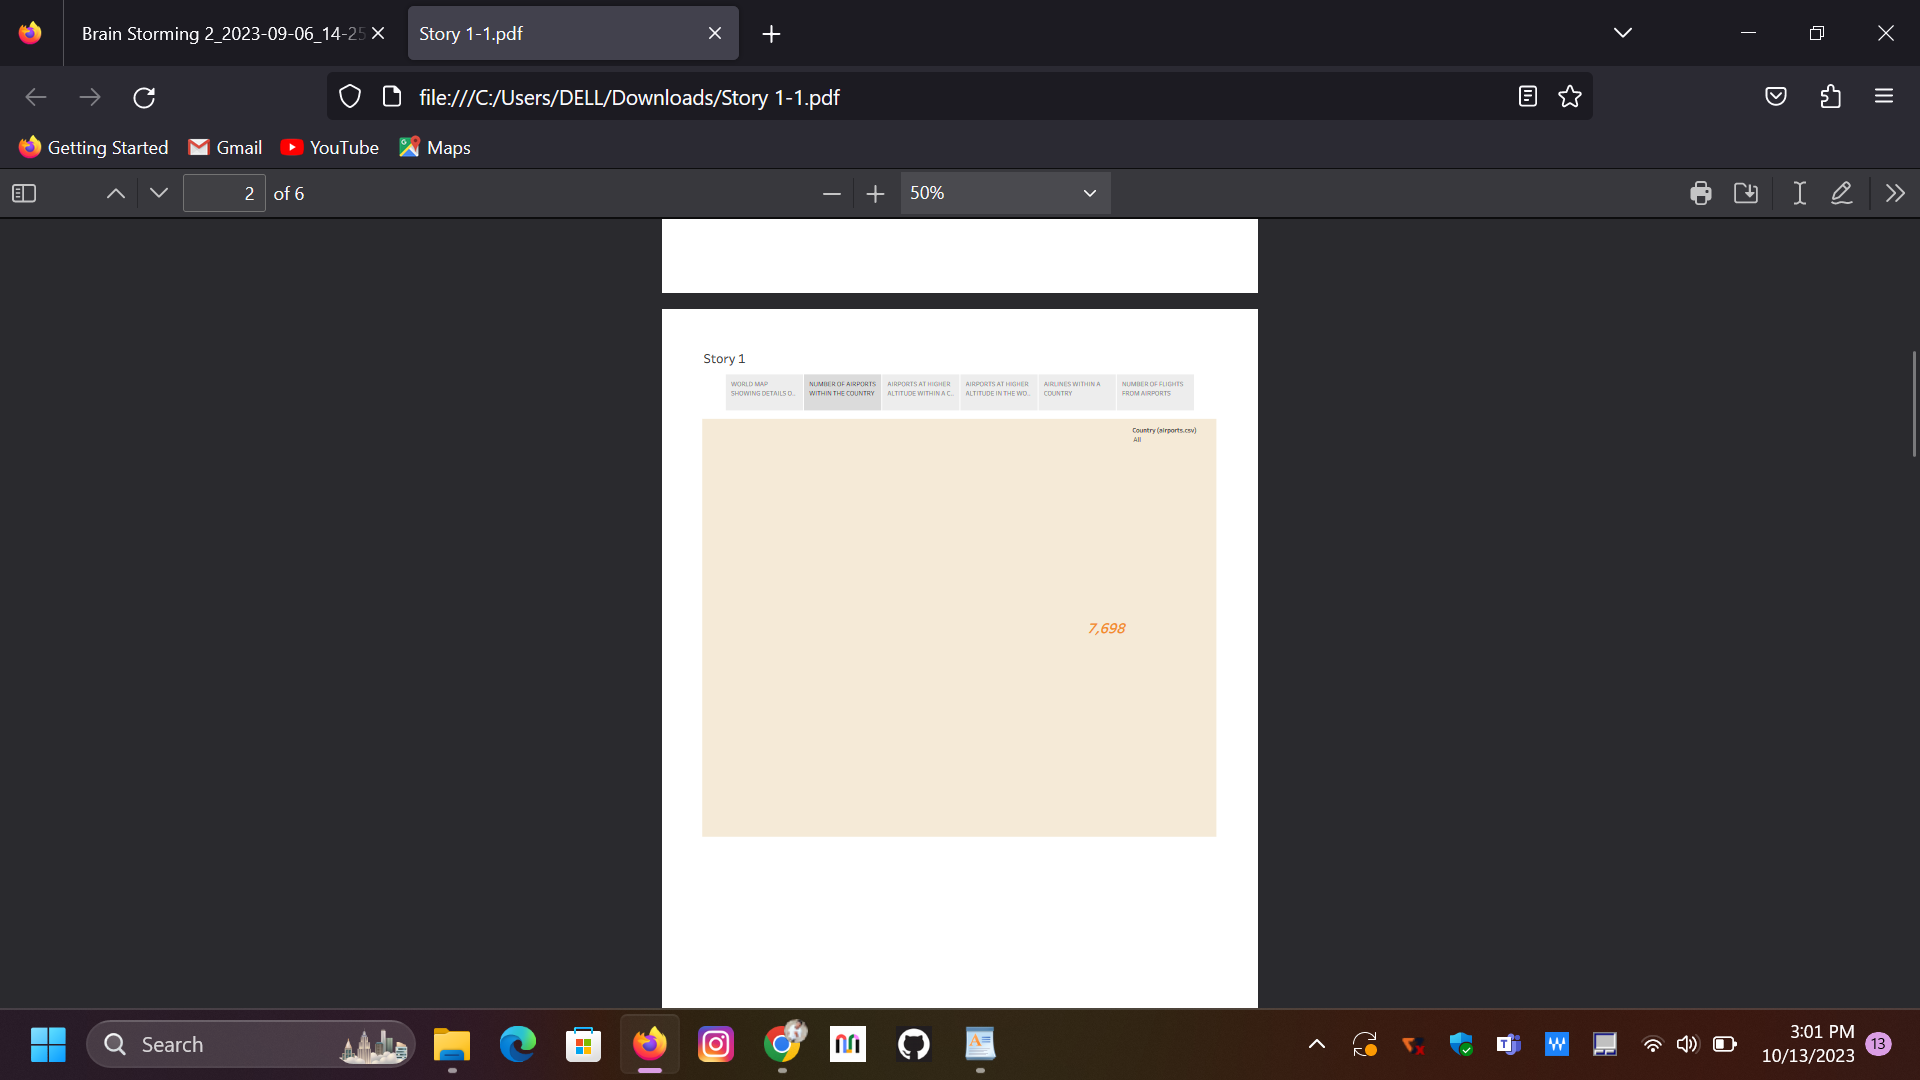 Brain Storming 2_2023-09-06_14-25
Story 1-1.pdf
file:///C:/Users/DELL/Downloads/Story 1-1.pdf
Getting Started
Gmail
YouTube
Maps
2 of 6
50%
Story 1
WORLD MAP
SHOWING DETAILS O..
NUMBER OF AIRPORTS
WITHIN THE COUNTRY
AIRPORTS AT HIGHER
ALTITUDE WITHIN A C..
AIRPORTS AT HIGHER
ALTITUDE IN THE WO..
AIRLINES WITHIN A
COUNTRY
NUMBER OF FLIGHTS
FROM AIRPORTS
Country (airports.csv)
All
7,698
Search
3:01 PM
10/13/2023
13